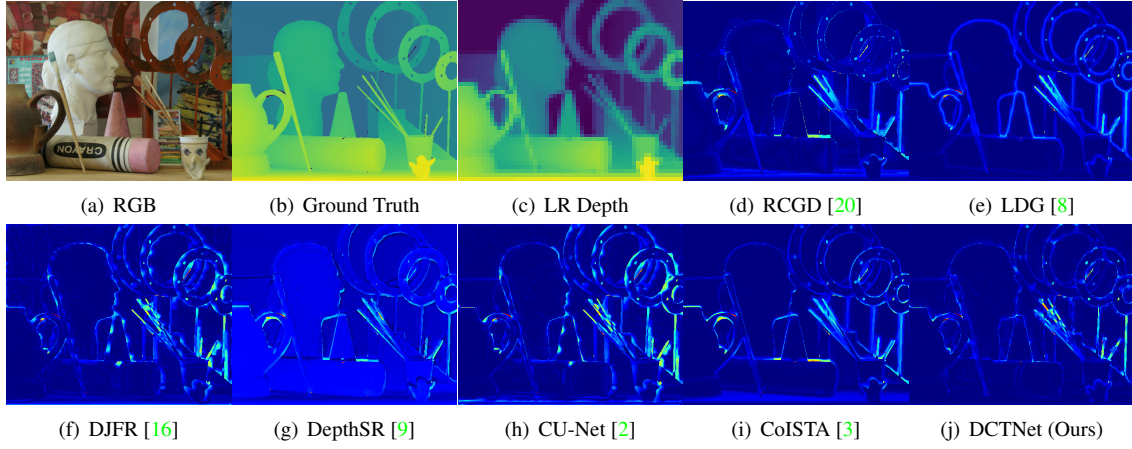 CRAYON
(a) RGB
(b) Ground Truth
(c) LR Depth
(d) RCGD [20]
(e) LDG [8]
(f) DJFR [16]
(g) DepthSR [9]
(h) CU-Net [2]
(i) CoISTA [3]
(j) DCTNet (Ours)